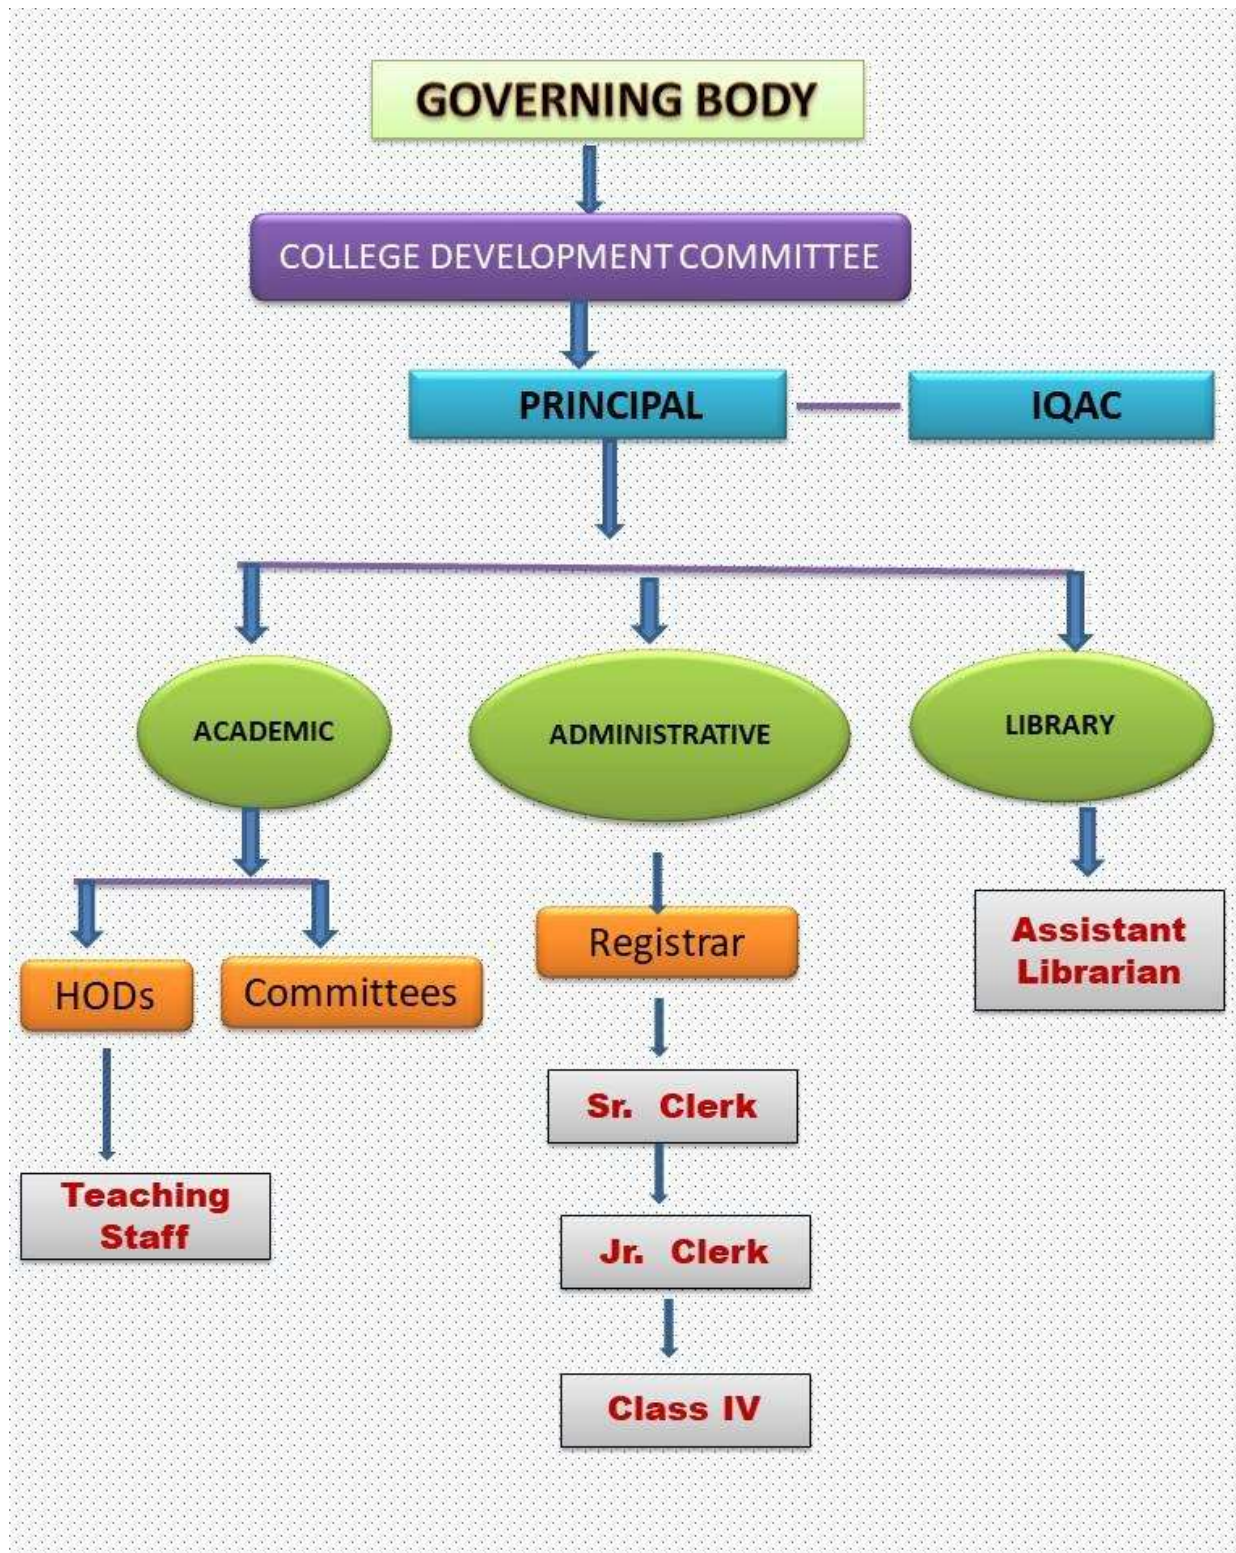 GOVERNING BODY
COLLEGE DEVELOPMENT COMMITTEE
PRINCIPAL
IQAC
ACADEMIC
ADMINISTRATIVE
LIBRARY
HODs
Committees
Registrar
Assistant
Librarian
Sr. Clerk
Teaching
Staff
Jr. Clerk
Class IV